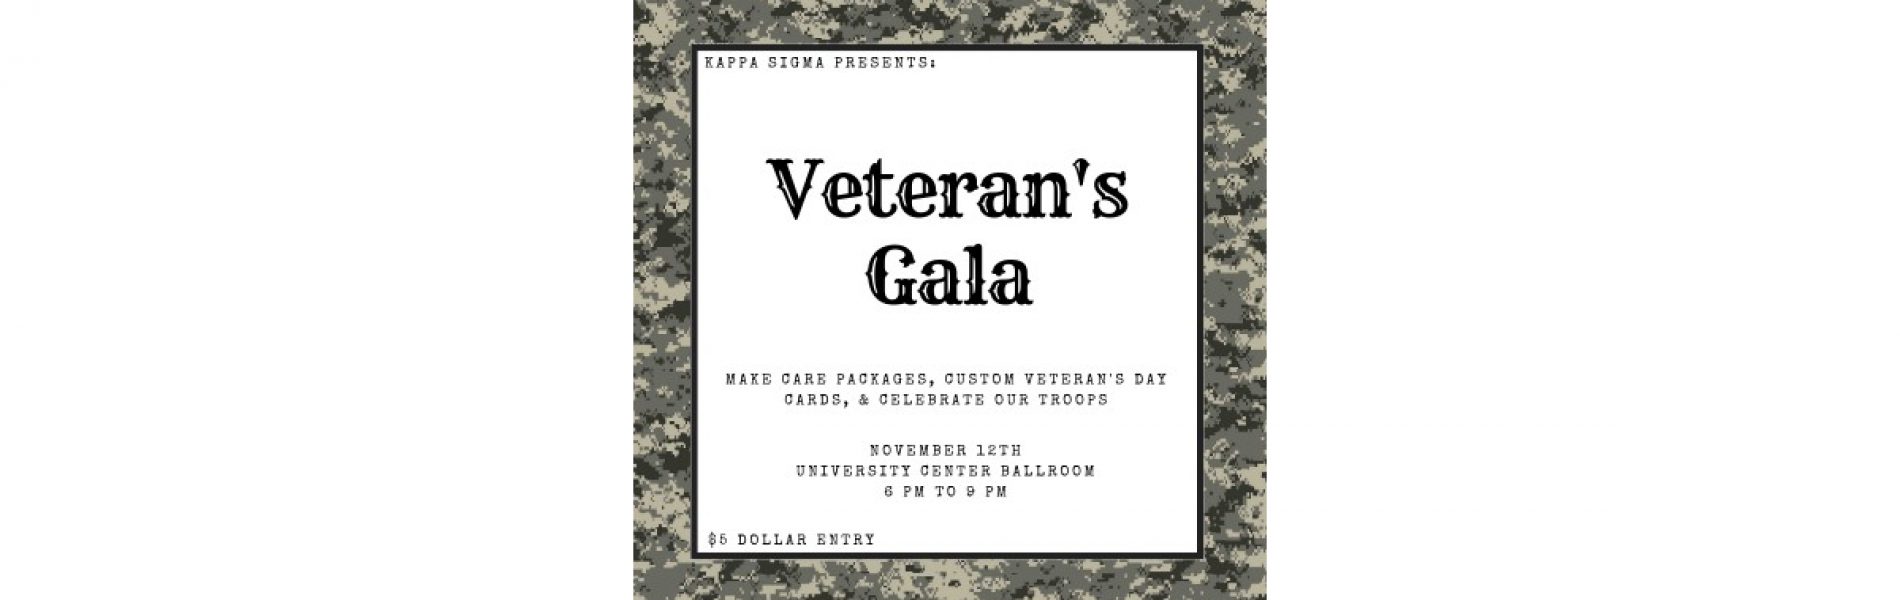 KAPPA SIGMA PRESENTS:
Veteran's
Gala
MAKE CARE PACKAGES, CUSTOM VETERAN'S DAY
CARDS, & CELEBRATE OUR TROOPS
NOVEMBER 12TH
UNIVERSITY CENTER BALLROOM
6 PM TO 9 PM
$5 DOLLAR ENTRY